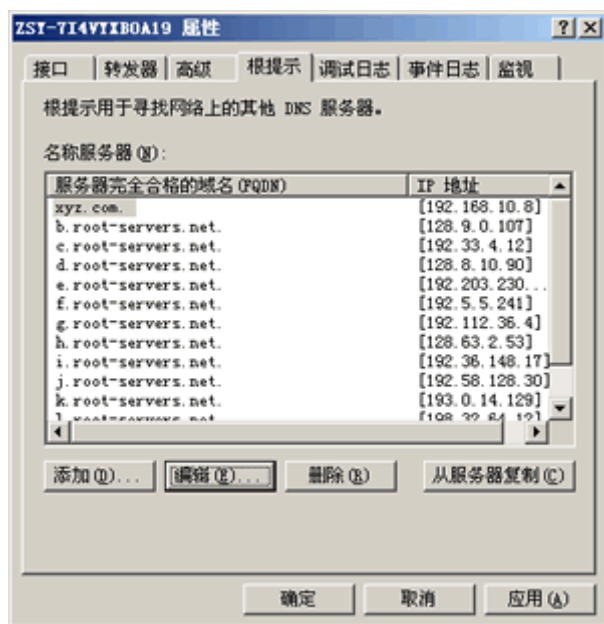 ZSY-7I4VYXB0A19 属性
接口 转发器 高级 根提示 调试日志 事件日志 监视
根提示用于寻找网络上的其他 DNS 服务器。
名称服务器(N):
服务器完全合格的域名(FQDN) IP 地址
xyz.com. [192.168.10.8]
b.root-servers.net. [128.9.0.107]
c.root-servers.net. [192.33.4.12]
d.root-servers.net. [128.8.10.90]
e.root-servers.net. [192.203.230...
f.root-servers.net. [192.5.5.241]
g.root-servers.net. [192.112.36.4]
h.root-servers.net. [128.63.2.53]
i.root-servers.net. [192.36.148.17]
j.root-servers.net. [192.58.128.30]
k.root-servers.net. [193.0.14.129]
l.root-servers.net. [198.32.64.12]
添加(D)... 编辑(E)... 删除(R) 从服务器复制(C)
确定 取消 应用(A)